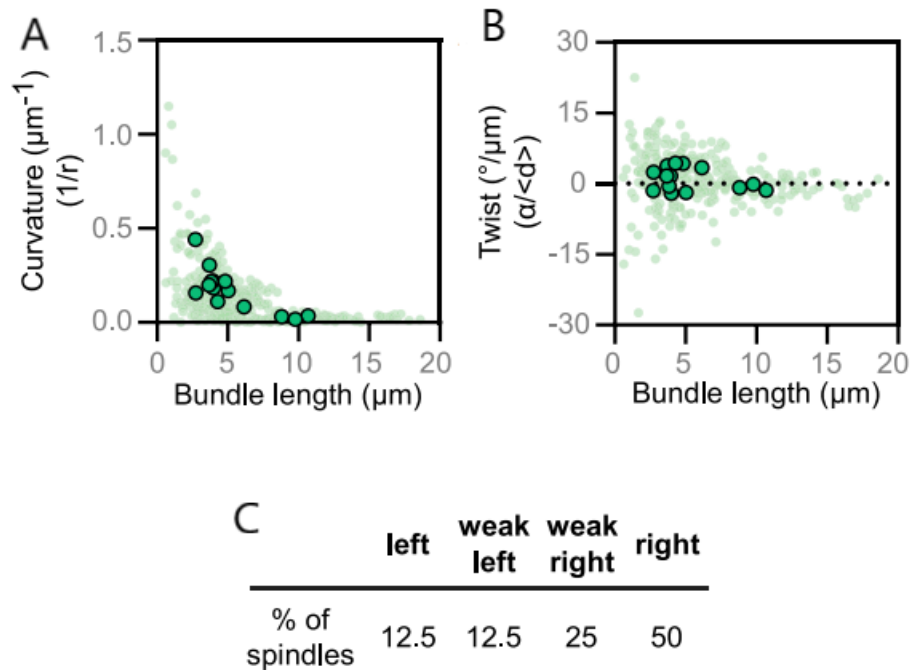 A
Curvature (µm⁻¹)
(1/r)
1.5
1.0
0.5
0.0
0 5 10 15 20
Bundle length (µm)
B
Twist (°/µm)
(α/<d>)
30
15
0
-15
-30
0 5 10 15 20
Bundle length (µm)
C
left weak left weak right right
% of spindles 12.5 12.5 25 50